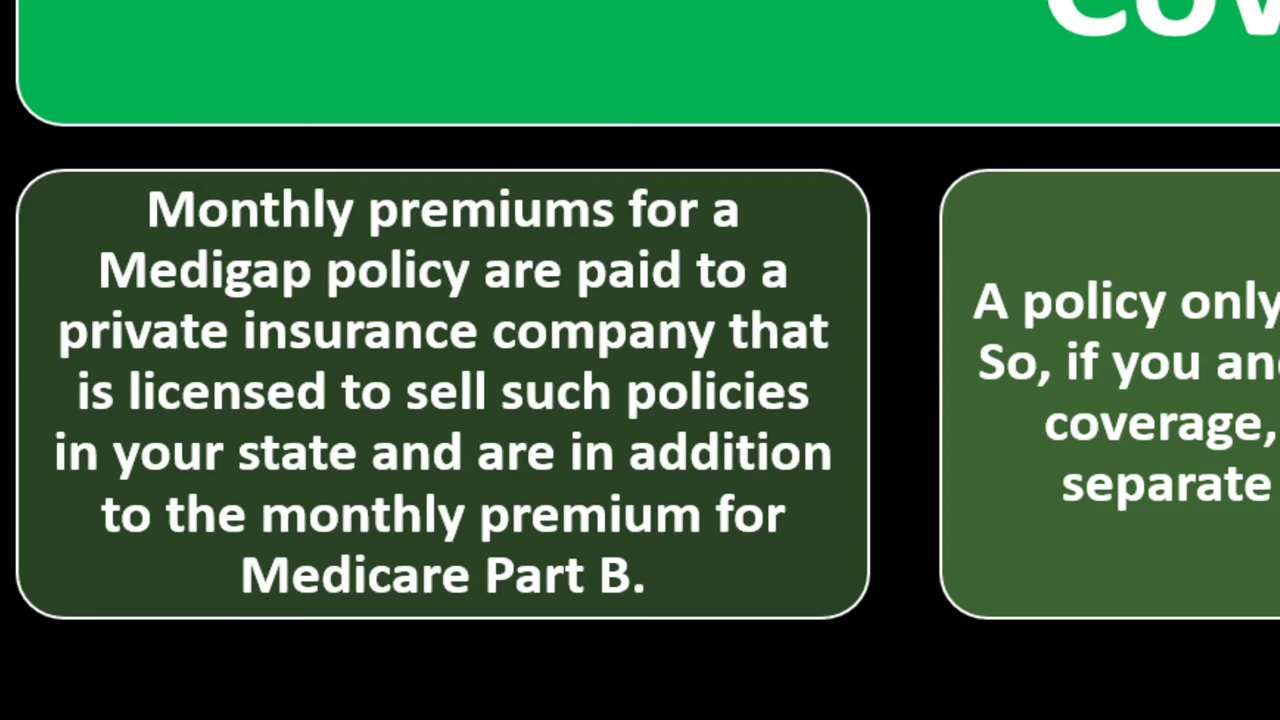 Monthly premiums for a
Medigap policy are paid to a
private insurance company that
is licensed to sell such policies
in your state and are in addition
to the monthly premium for
Medicare Part B.
A policy only
So, if you
coverage,
separate